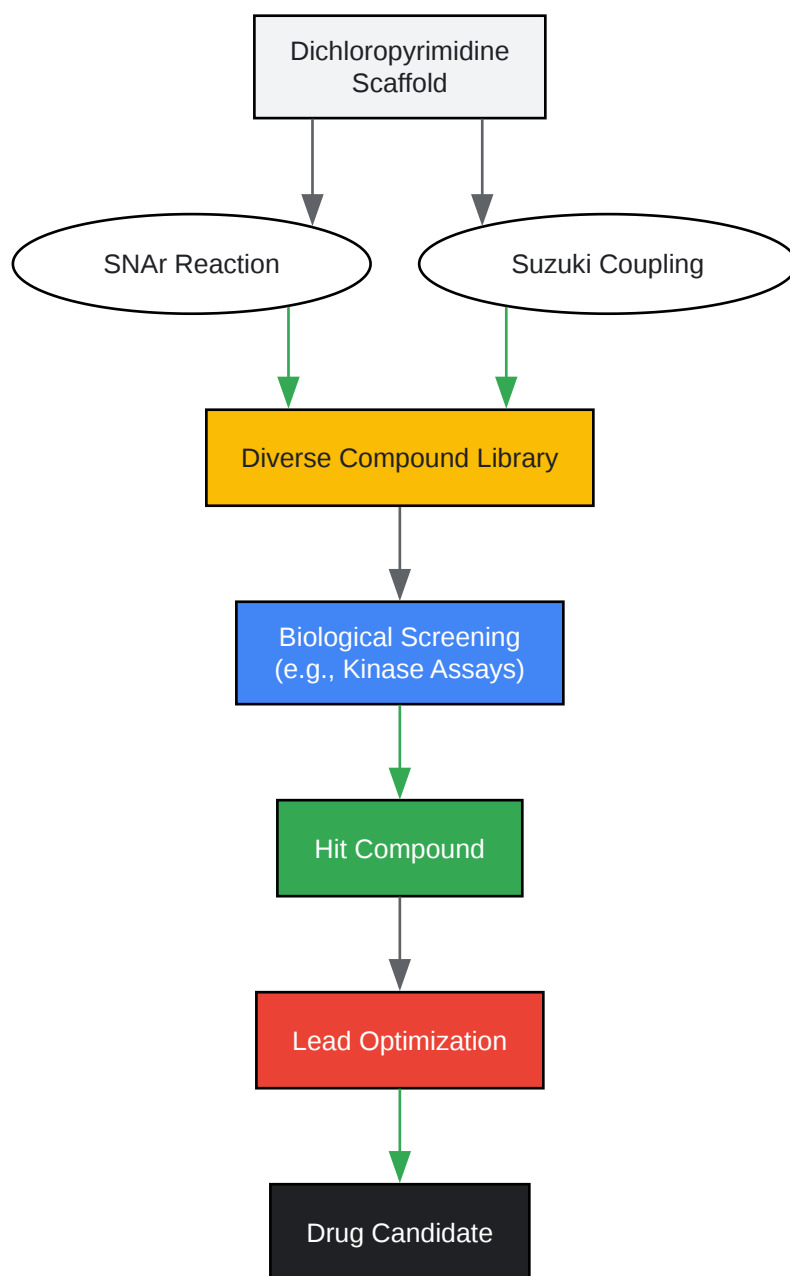 Dichloropyrimidine
Scaffold
SNAr Reaction
Suzuki Coupling
Diverse Compound Library
Biological Screening
(e.g., Kinase Assays)
Hit Compound
Lead Optimization
Drug Candidate